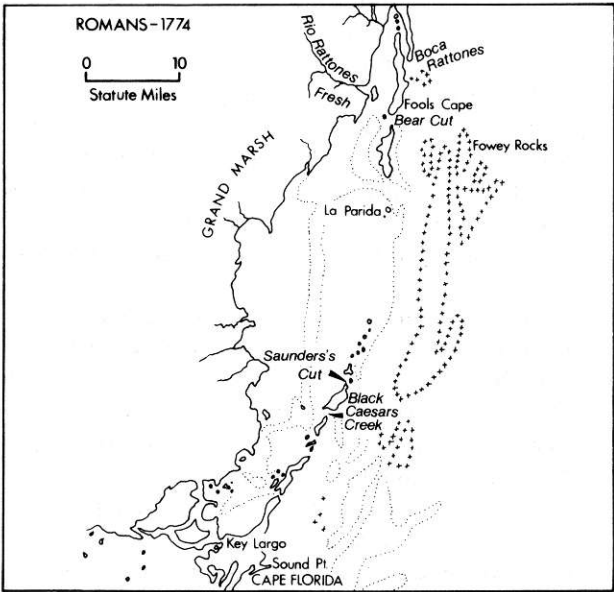 ROMANS-1774
0 10
Statute Miles
Rio Rattones
Boca
Rattones
Fresh
Fools Cape
Bear Cut
Fowey Rocks
GRAND MARSH
La Parida
Saunders's
Cut
Black
Caesars
Creek
Key Largo
Sound Pt.
CAPE FLORIDA